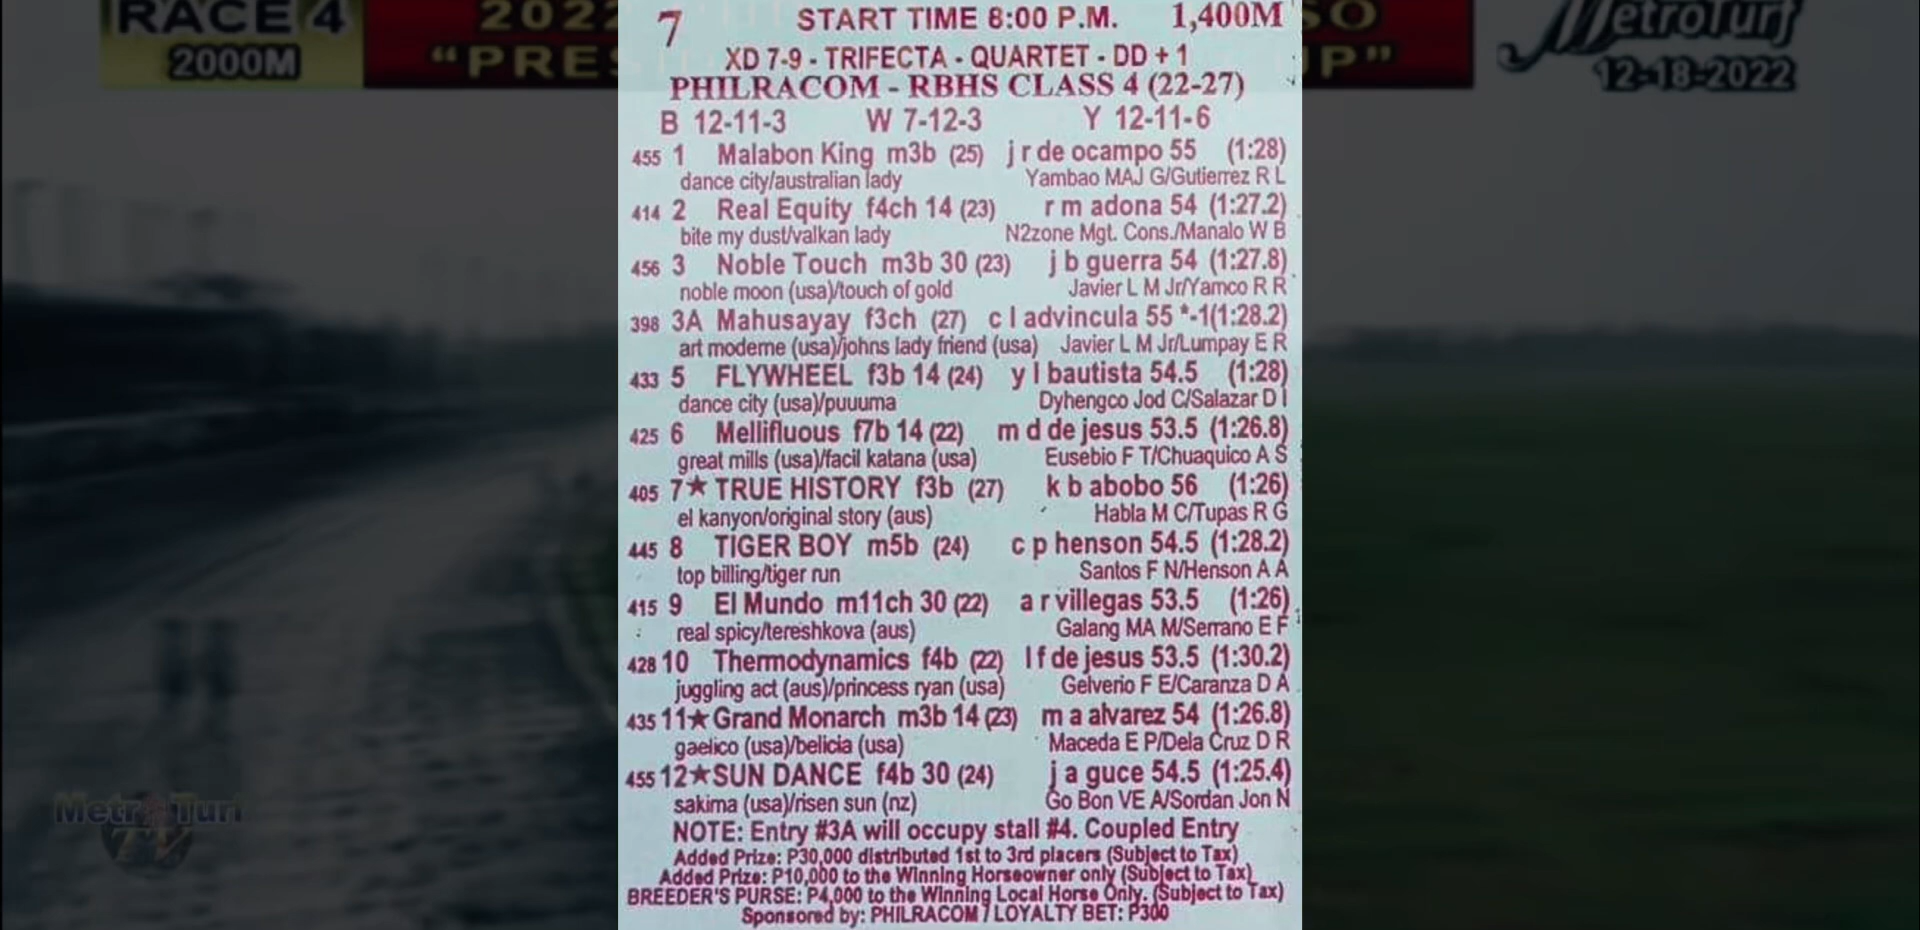 RACE 4
2000M
2022
"PRES
SO
UP"
MetroTurf
12-18-2022
7 START TIME 8:00 P.M. 1,400M
XD 7-9 - TRIFECTA - QUARTET - DD + 1
PHILRACOM - RBHS CLASS 4 (22-27)
B 12-11-3 W 7-12-3 Y 12-11-6
455 1 Malabon King m3b (25) j r de ocampo 55 (1:28)
dance city/australian lady Yambao MAJ G/Gutierrez R L
414 2 Real Equity f4ch 14 (23) r m adona 54 (1:27.2)
bite my dust/valkan lady N2zone Mgt. Cons./Manalo W B
456 3 Noble Touch m3b 30 (23) j b guerra 54 (1:27.8)
noble moon (usa)/touch of gold Javier L M Jr/Yamco R R
398 3A Mahusayay f3ch (27) c l advincula 55 *-1(1:28.2)
art moderne (usa)/johns lady friend (usa) Javier L M Jr/Lumpay E R
433 5 FLYWHEEL f3b 14 (24) y l bautista 54.5 (1:28)
dance city (usa)/puuuma Dyhengco Jod C/Salazar D I
425 6 Mellifluous f7b 14 (22) m d de jesus 53.5 (1:26.8)
great mills (usa)/facil katana (usa) Eusebio F T/Chuaquico A S
405 7★ TRUE HISTORY f3b (27) k b abobo 56 (1:26)
el kanyon/original story (aus) Habla M C/Tupas R G
445 8 TIGER BOY m5b (24) c p henson 54.5 (1:28.2)
top billing/tiger run Santos F N/Henson A A
415 9 El Mundo m11ch 30 (22) a r villegas 53.5 (1:26)
real spicy/tereshkova (aus) Galang MA M/Serrano E F
428 10 Thermodynamics f4b (22) l f de jesus 53.5 (1:30.2)
juggling act (aus)/princess ryan (usa) Gelverio F E/Caranza D A
435 11★ Grand Monarch m3b 14 (23) m a alvarez 54 (1:26.8)
gaelico (usa)/belicia (usa) Maceda E P/Dela Cruz D R
455 12★ SUN DANCE f4b 30 (24) j a guce 54.5 (1:25.4)
sakima (usa)/risen sun (nz) Go Bon VE A/Sordan Jon N
NOTE: Entry #3A will occupy stall #4. Coupled Entry
Added Prize: P30,000 distributed 1st to 3rd placers (Subject to Tax)
Added Prize: P10,000 to the Winning Horseowner only (Subject to Tax)
BREEDER'S PURSE: P4,000 to the Winning Local Horse Only. (Subject to Tax)
Sponsored by: PHILRACOM / LOYALTY BET: P300
MetroTurf
TV